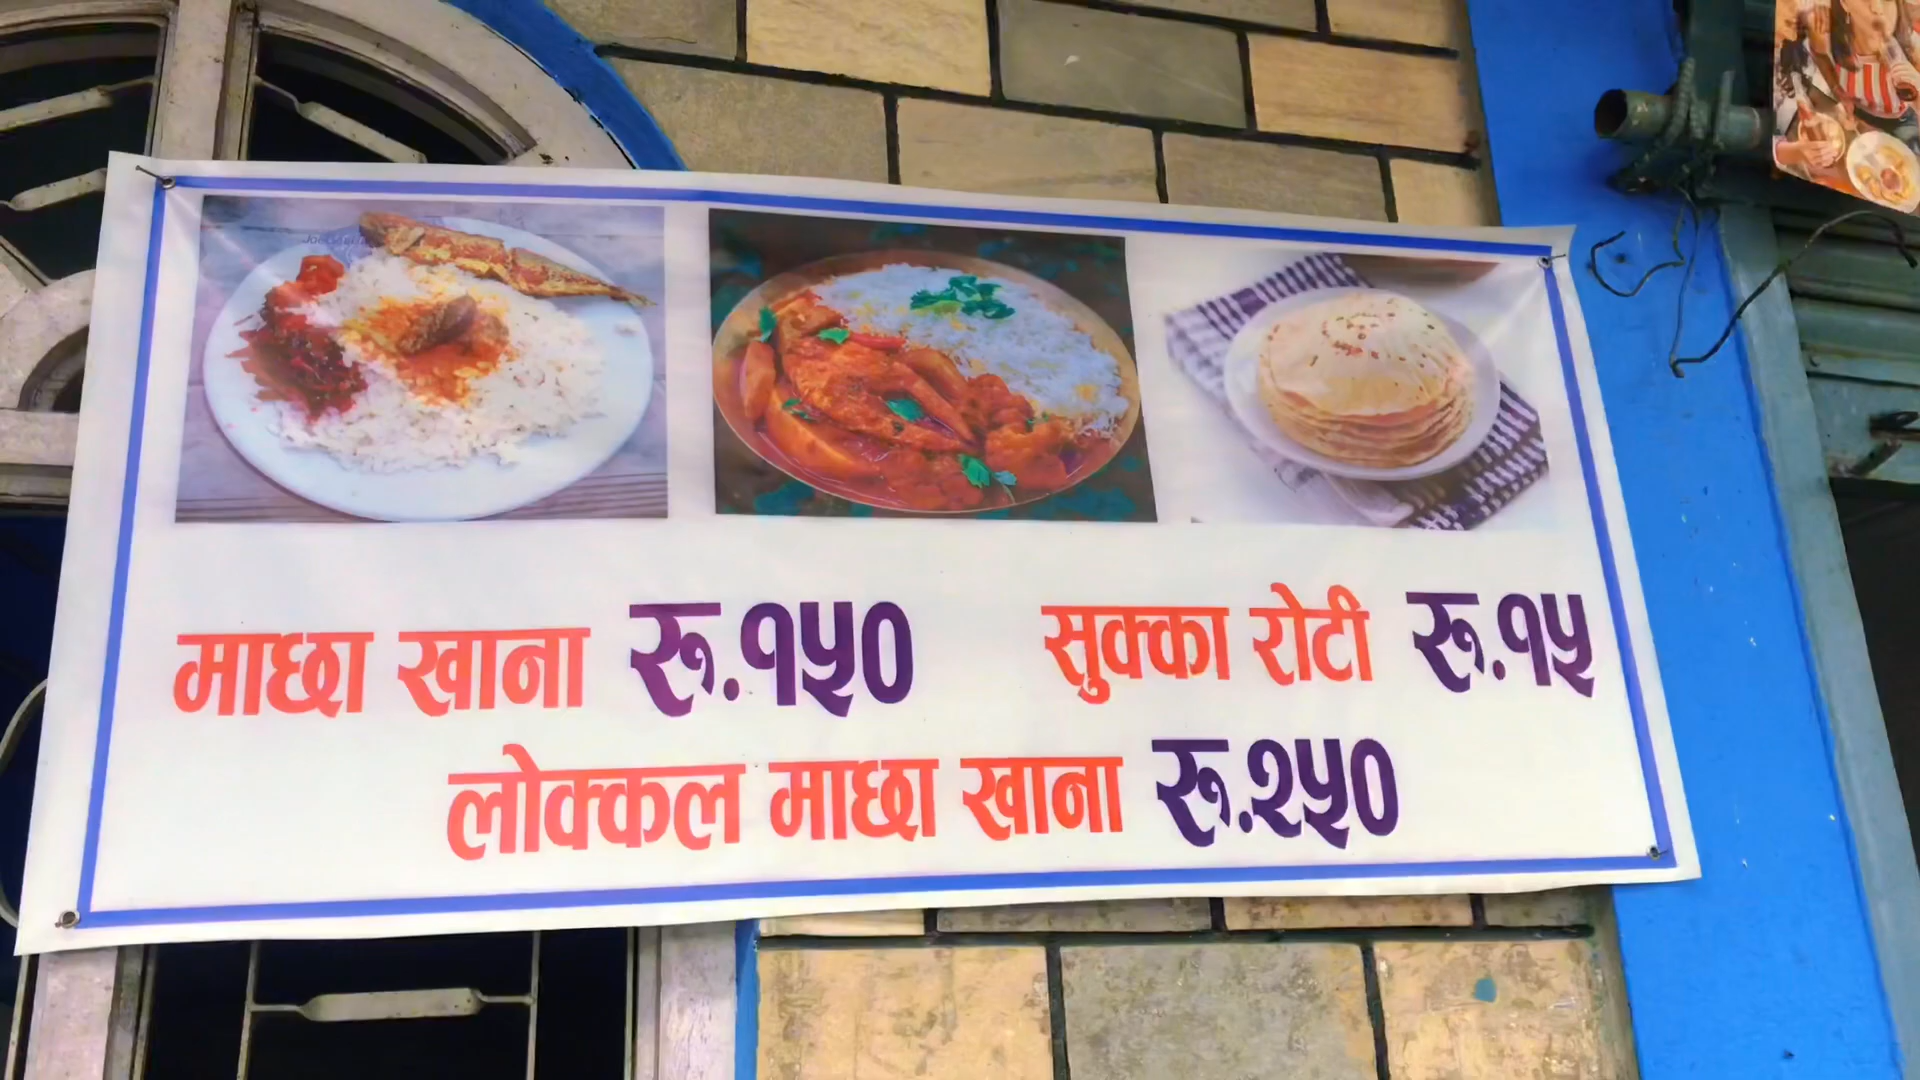 माछा खाना रू.१५० सुक्का रोटी रू.१५
लोक्कल माछा खाना रू.२५०